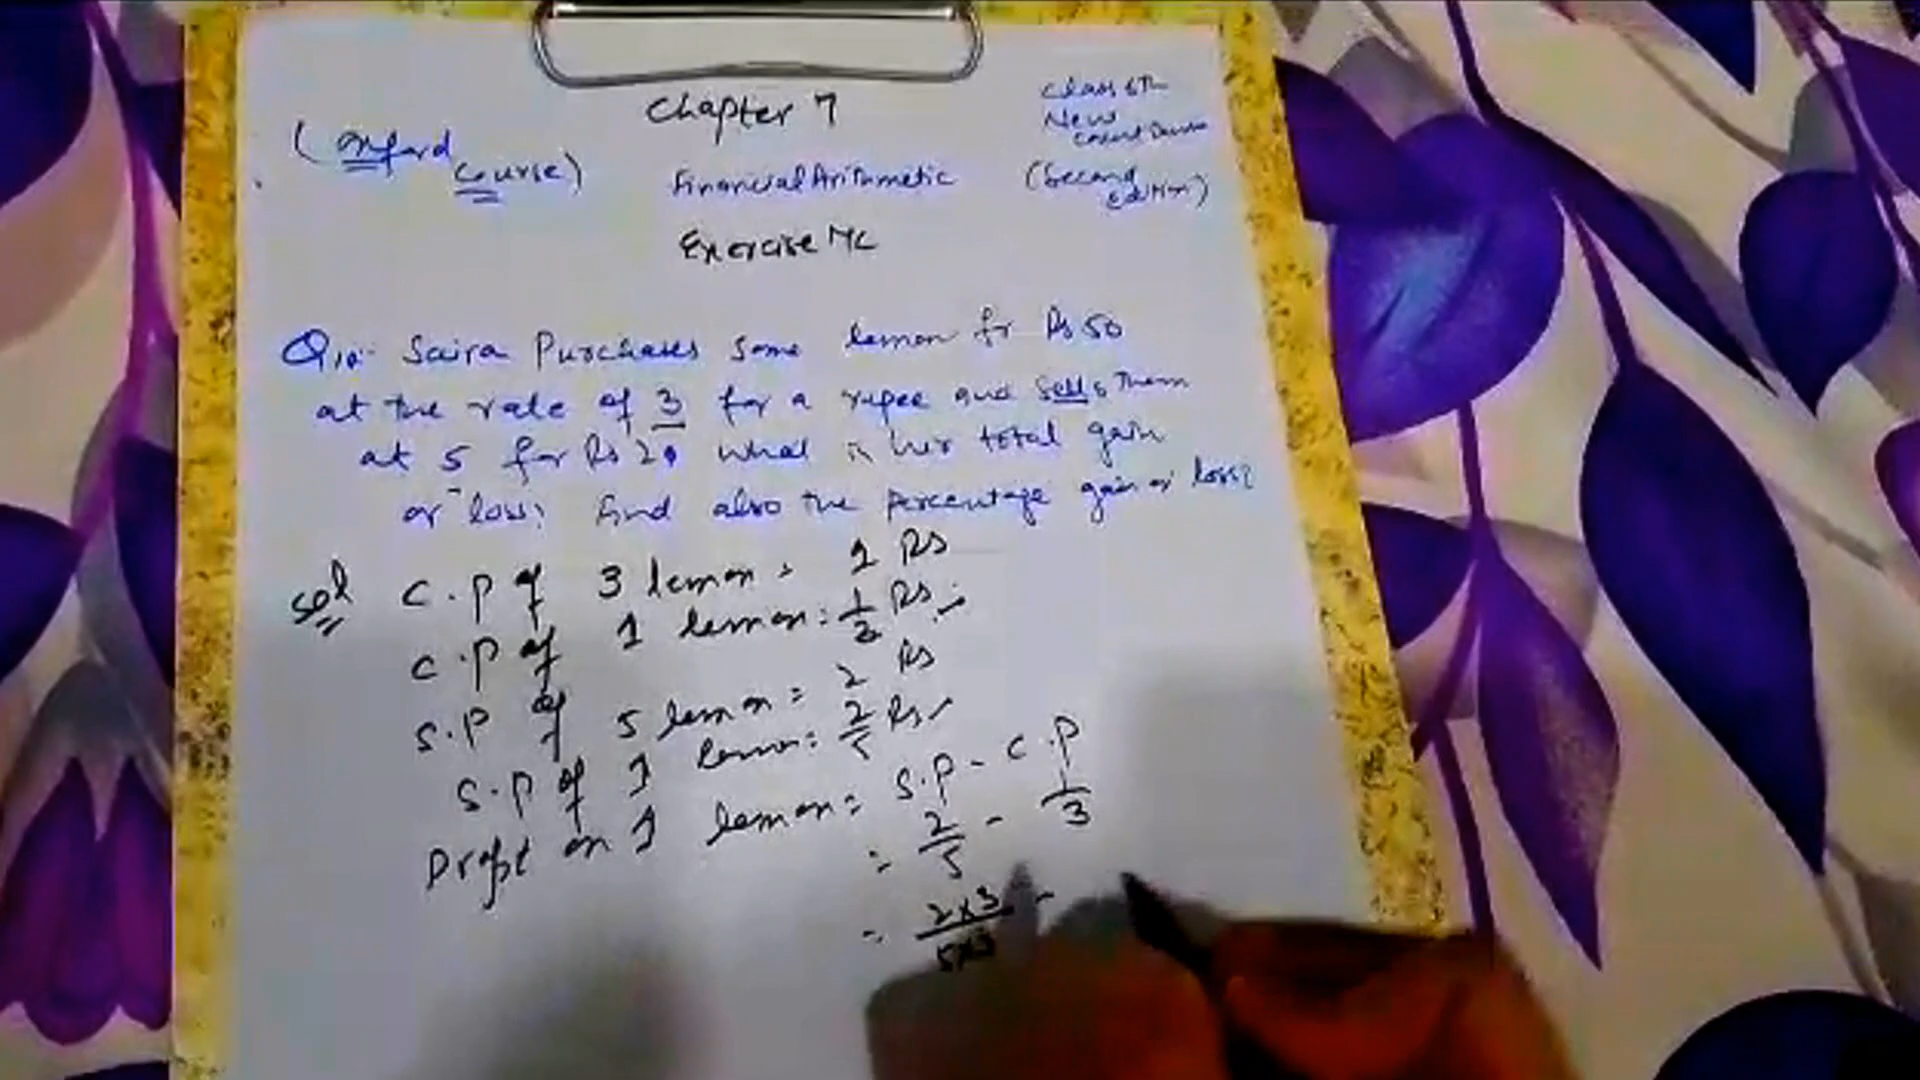 Chapter 7
Class 6th
New
(Oxford
Course)
Financial Arithmetic
(Second
Edition)
Exercise 7C
Q10: Saira Purchases Some lemon for Rs 50
at the rate of 3 for a rupee and sells them
at 5 for Rs 2. What is her total gain
or loss? find also the percentage gain or loss?
Sol
C.P of 3 lemon = 1 Rs
C.P of 1 lemon = 1/3 Rs
S.P of 5 lemon = 2 Rs
S.P of 1 lemon = 2/5 Rs
Profit on 1 lemon = S.P - C.P
= 2/5 - 1/3
= 2x3/5x3 -